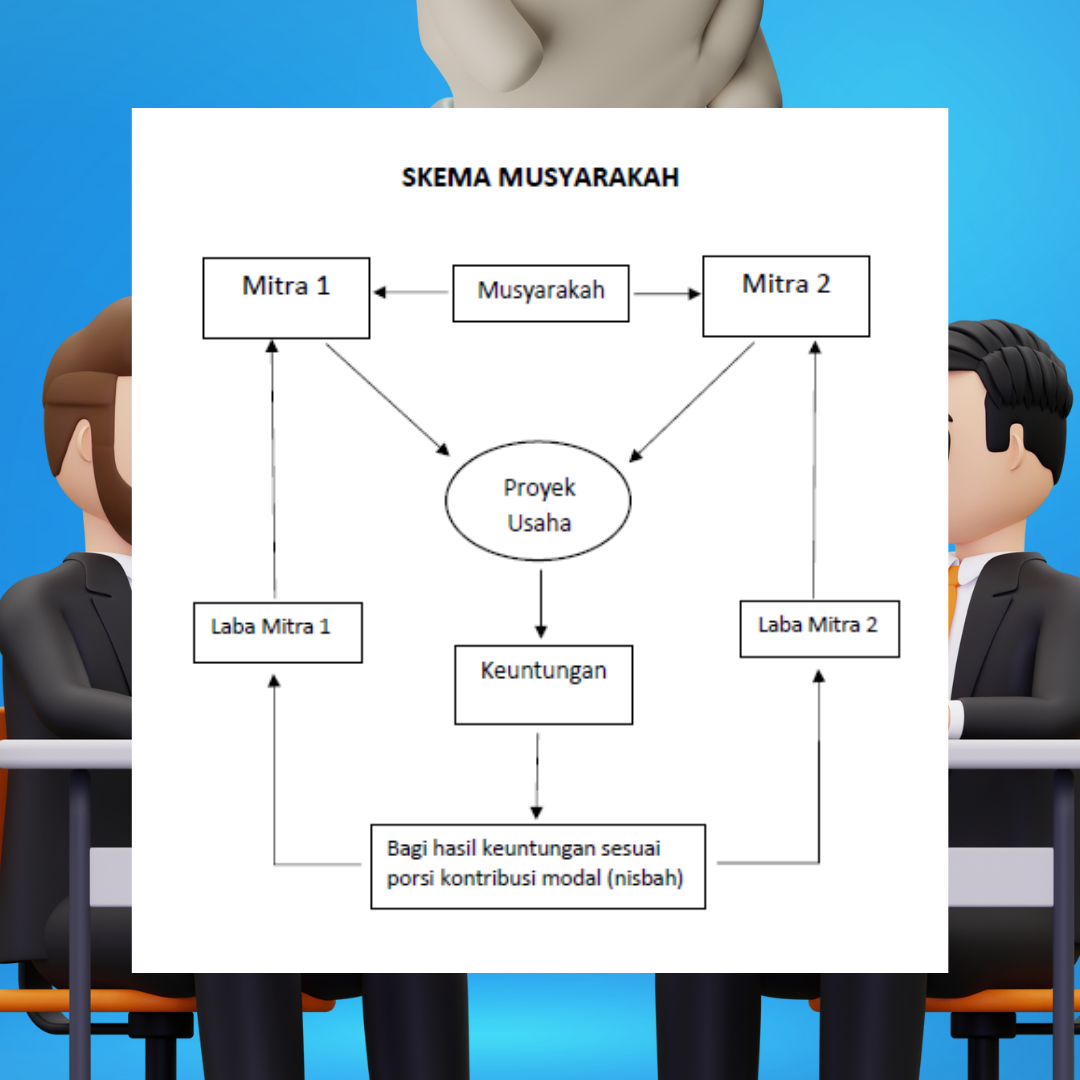 SKEMA MUSYARAKAH
Mitra 1
Musyarakah
Mitra 2
Proyek
Usaha
Laba Mitra 1
Laba Mitra 2
Keuntungan
Bagi hasil keuntungan sesuai
porsi kontribusi modal (nisbah)